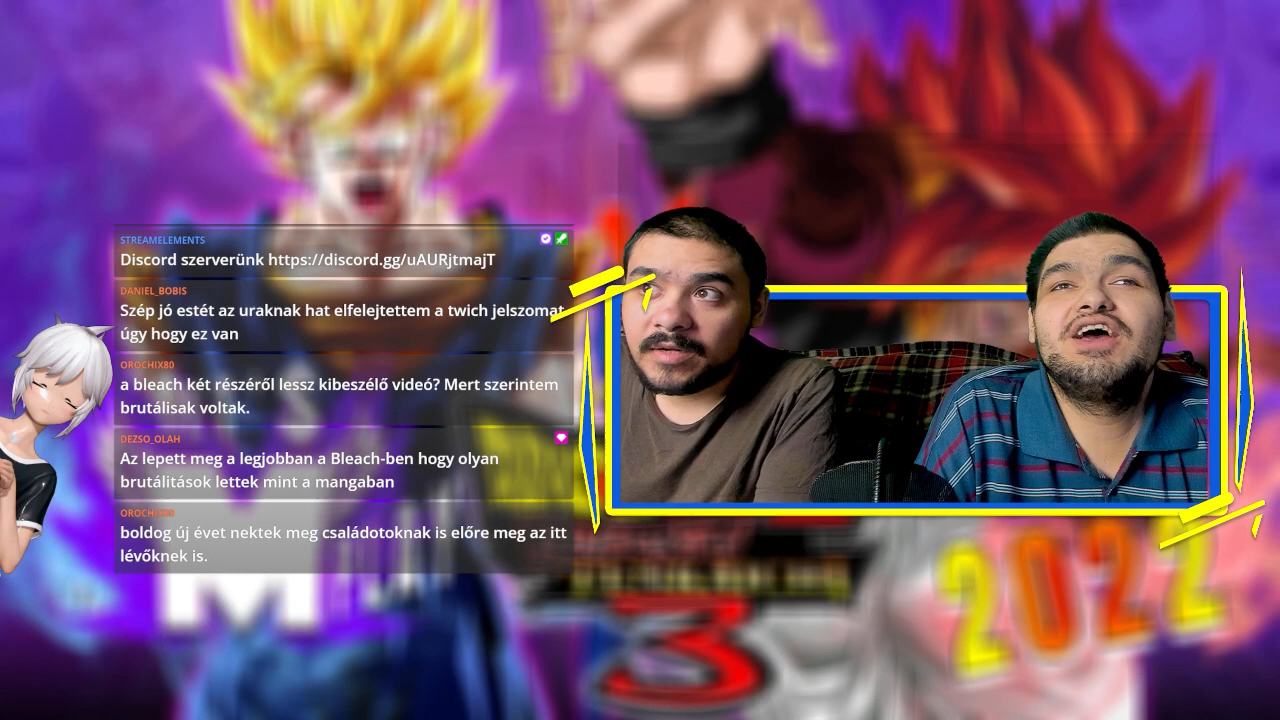 STREAMELEMENTS
Discord szerverünk https://discord.gg/uAURjtmajT
DANIEL_BOBIS
Szép jó estét az uraknak hat elfelejtettem a twich jelszomat
úgy hogy ez van
OROCHIX80
a bleach két részéről lessz kibeszélő videó? Mert szerintem
brutálisak voltak.
DEZSO_OLAH
Az lepett meg a legjobban a Bleach-ben hogy olyan
brutálitások lettek mint a mangaban
OROCHIX80
boldog új évet nektek meg családotoknak is előre meg az itt
lévőknek is.
M
3
2022